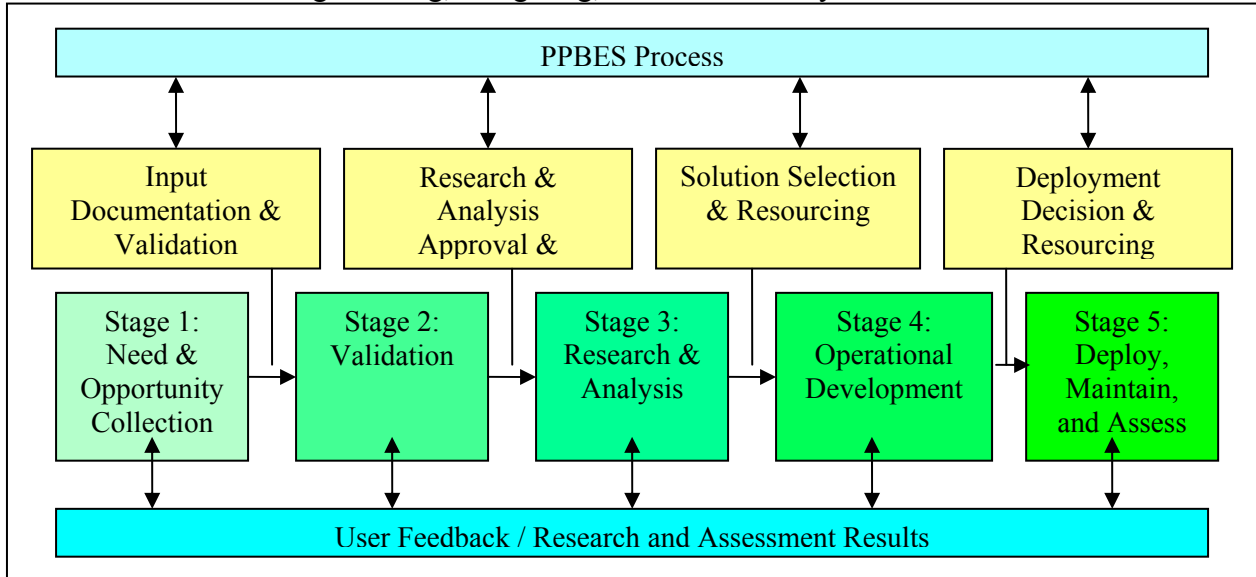 PPBES Process
Input
Documentation &
Validation
Research &
Analysis
Approval &
Solution Selection
& Resourcing
Deployment
Decision &
Resourcing
Stage 1:
Need &
Opportunity
Collection
Stage 2:
Validation
Stage 3:
Research &
Analysis
Stage 4:
Operational
Development
Stage 5:
Deploy,
Maintain,
and Assess
User Feedback / Research and Assessment Results